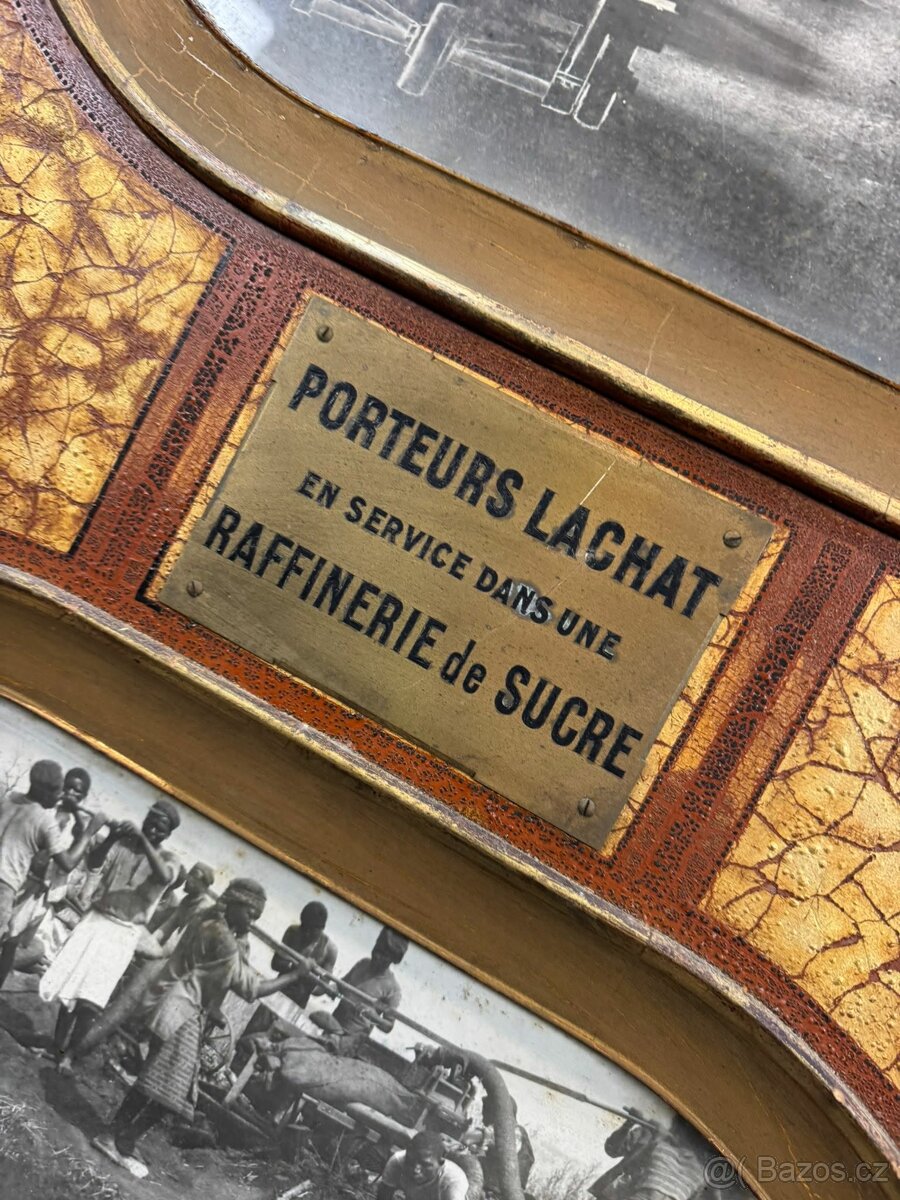 PORTEURS LACHAT
EN SERVICE DANS UNE
RAFFINERIE de SUCRE
@( Bazos.cz